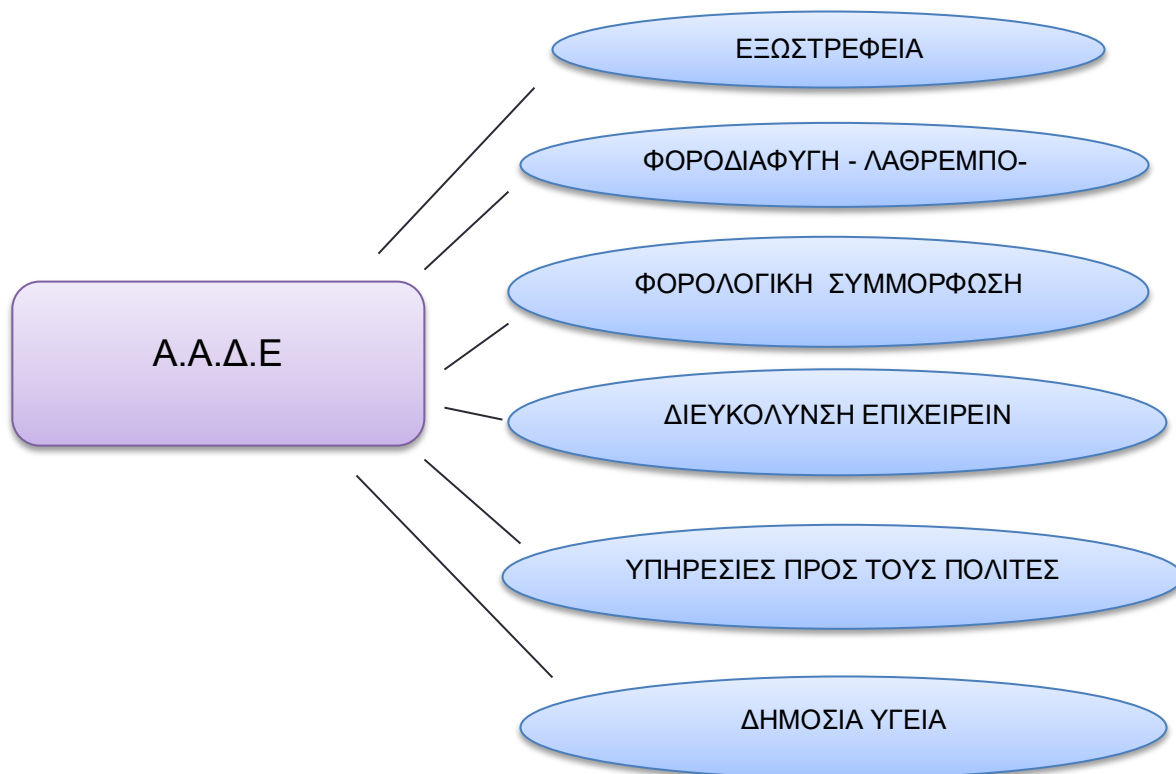 ΕΞΩΣΤΡΕΦΕΙΑ
ΦΟΡΟΔΙΑΦΥΓΗ - ΛΑΘΡΕΜΠΟ-
ΦΟΡΟΛΟΓΙΚΗ ΣΥΜΜΟΡΦΩΣΗ
Α.Α.Δ.Ε
ΔΙΕΥΚΟΛΥΝΣΗ ΕΠΙΧΕΙΡΕΙΝ
ΥΠΗΡΕΣΙΕΣ ΠΡΟΣ ΤΟΥΣ ΠΟΛΙΤΕΣ
ΔΗΜΟΣΙΑ ΥΓΕΙΑ